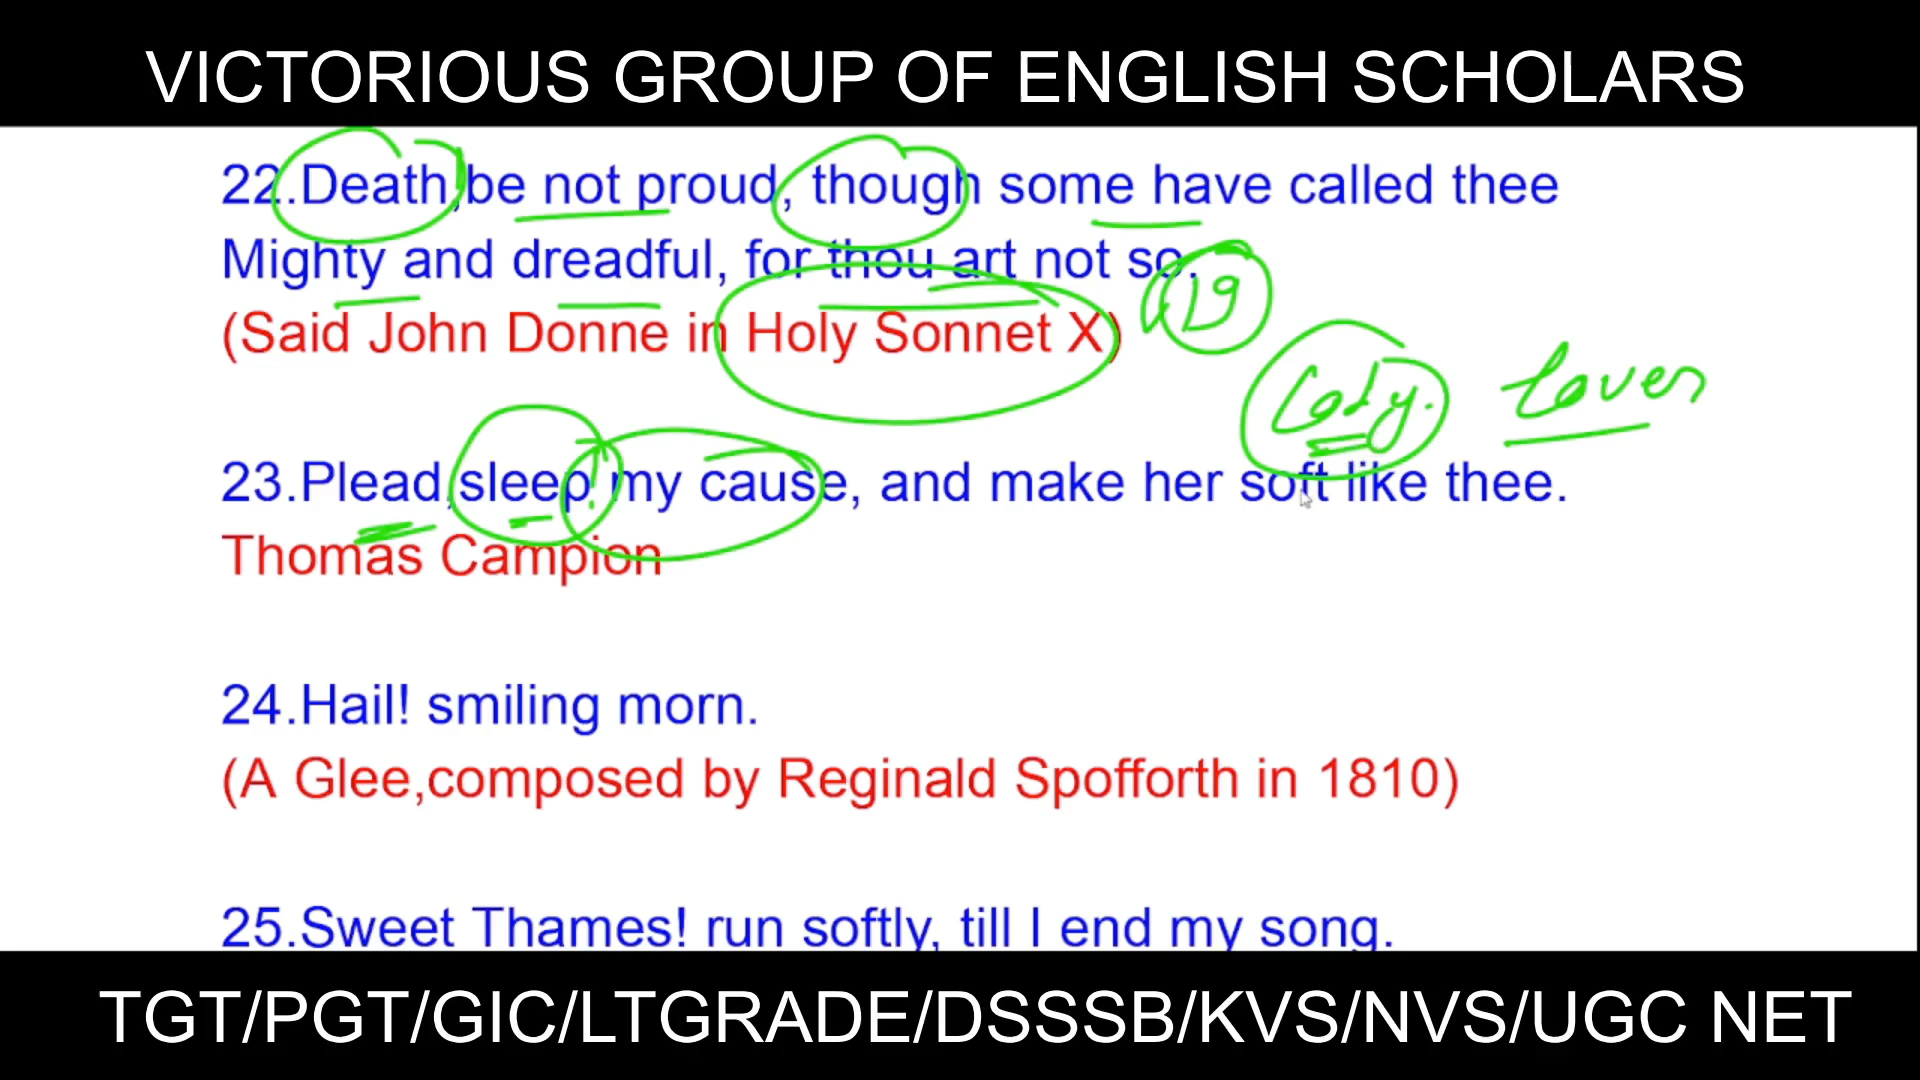 VICTORIOUS GROUP OF ENGLISH SCHOLARS
22.Death,be not proud, though some have called thee
Mighty and dreadful, for thou art not so.
(Said John Donne in Holy Sonnet X)
19
Lady. Lover
23.Plead,sleep my cause, and make her soft like thee.
Thomas Campion
24.Hail! smiling morn.
(A Glee,composed by Reginald Spofforth in 1810)
25.Sweet Thames! run softly, till I end my song.
TGT/PGT/GIC/LTGRADE/DSSSB/KVS/NVS/UGC NET